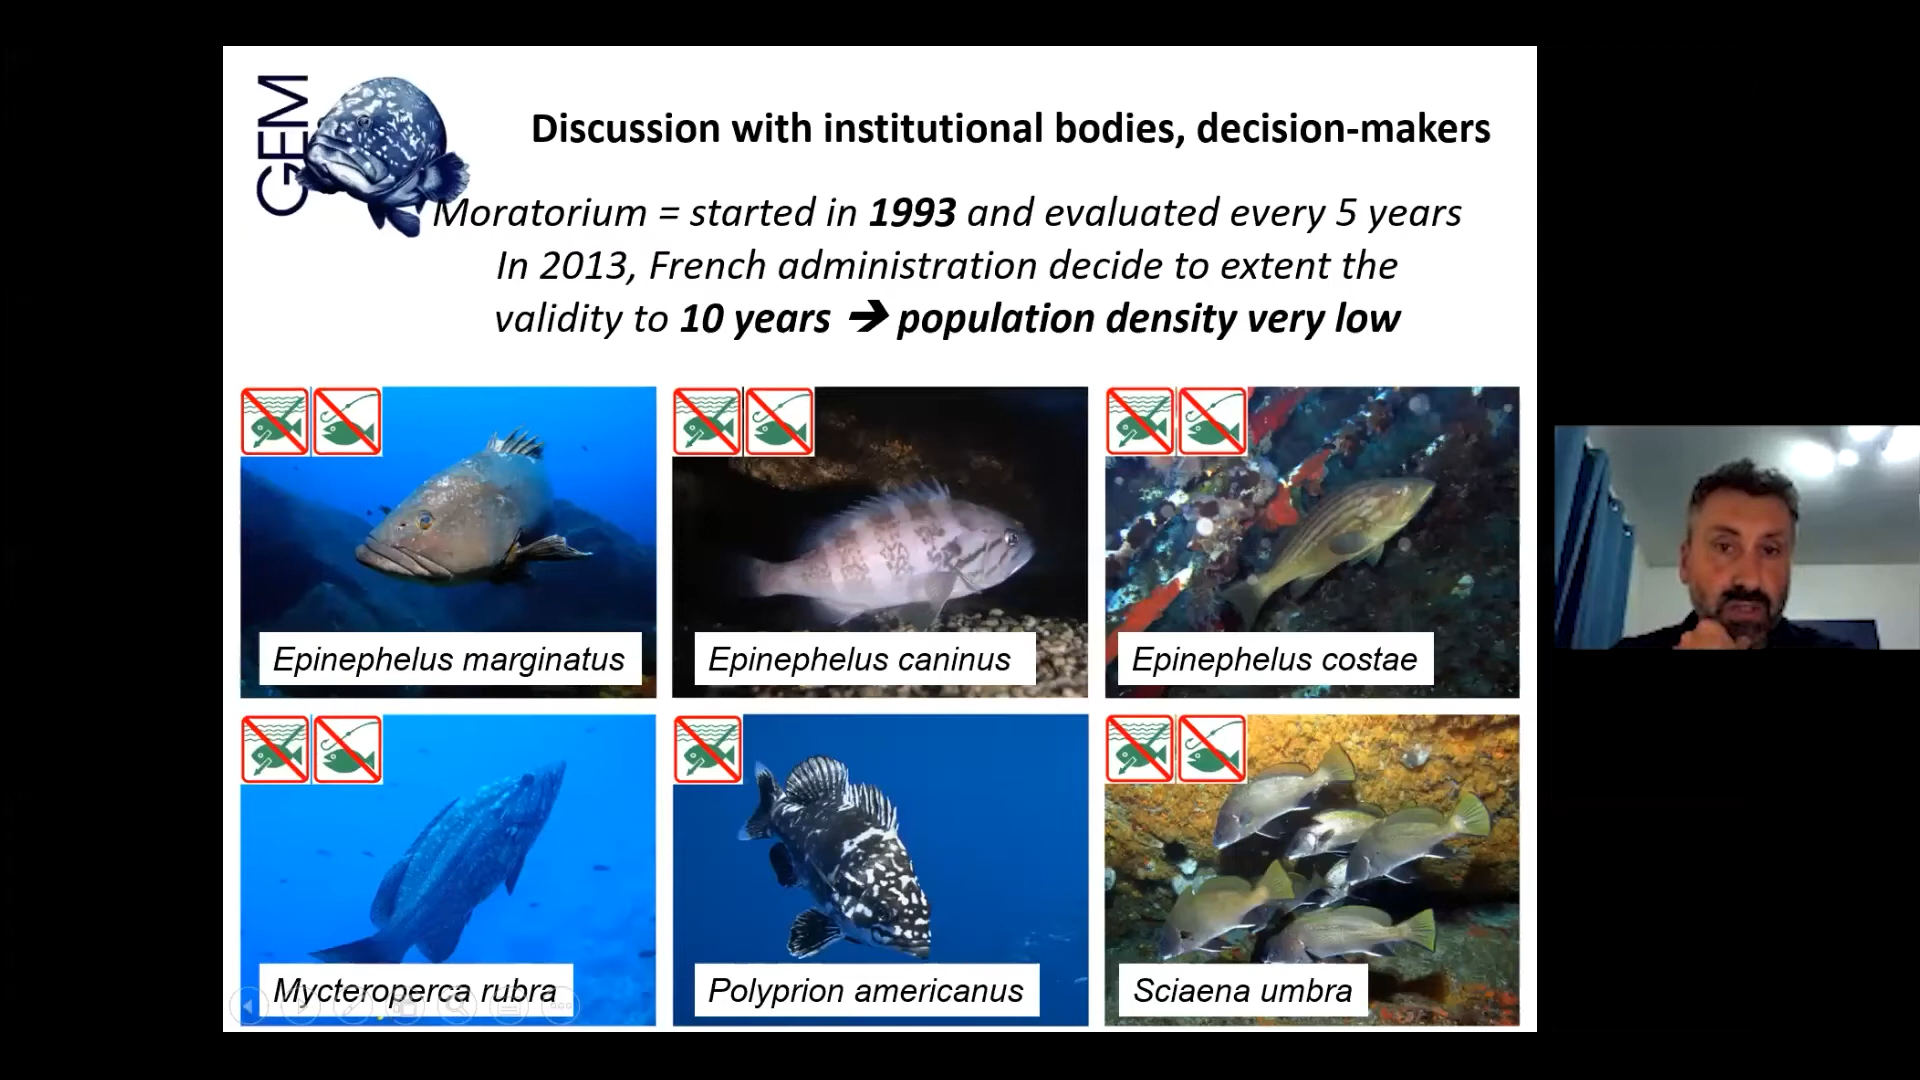 GEM
Discussion with institutional bodies, decision-makers
Moratorium = started in 1993 and evaluated every 5 years
In 2013, French administration decide to extent the
validity to 10 years ➔ population density very low
Epinephelus marginatus
Epinephelus caninus
Epinephelus costae
Mycteroperca rubra
Polyprion americanus
Sciaena umbra